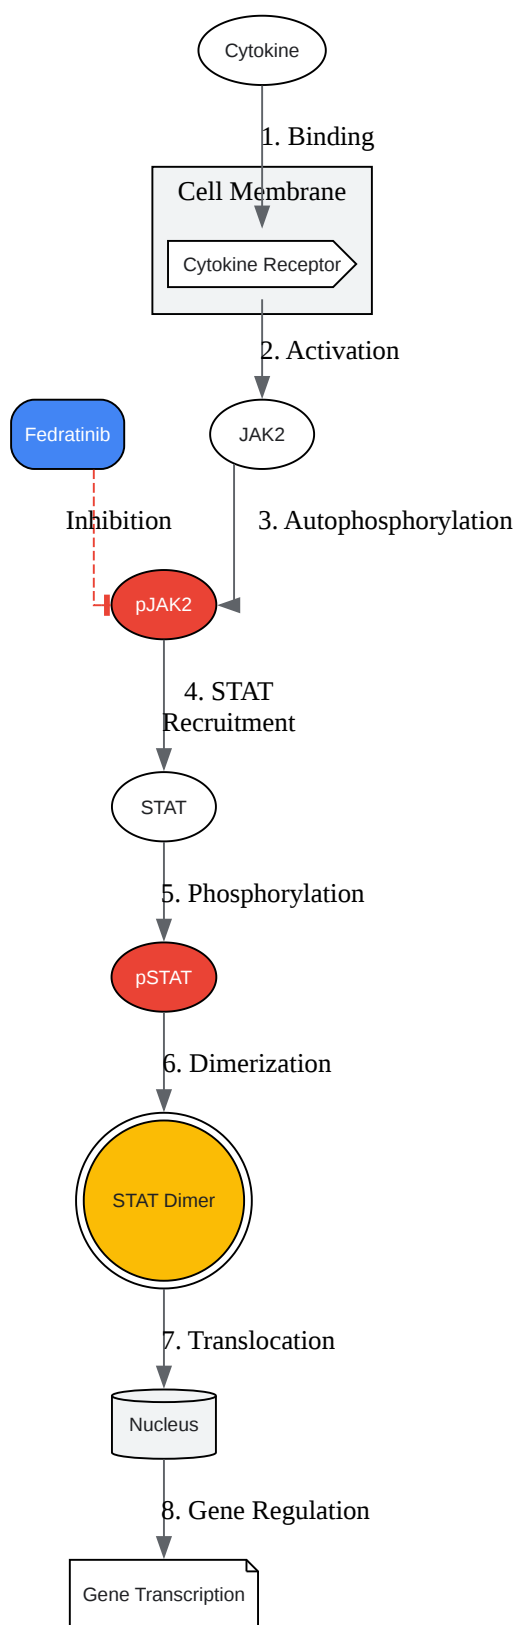 Cytokine
1. Binding
Cell Membrane
Cytokine Receptor
2. Activation
Fedratinib
JAK2
Inhibition
3. Autophosphorylation
pJAK2
4. STAT
Recruitment
STAT
5. Phosphorylation
pSTAT
6. Dimerization
STAT Dimer
7. Translocation
Nucleus
8. Gene Regulation
Gene Transcription